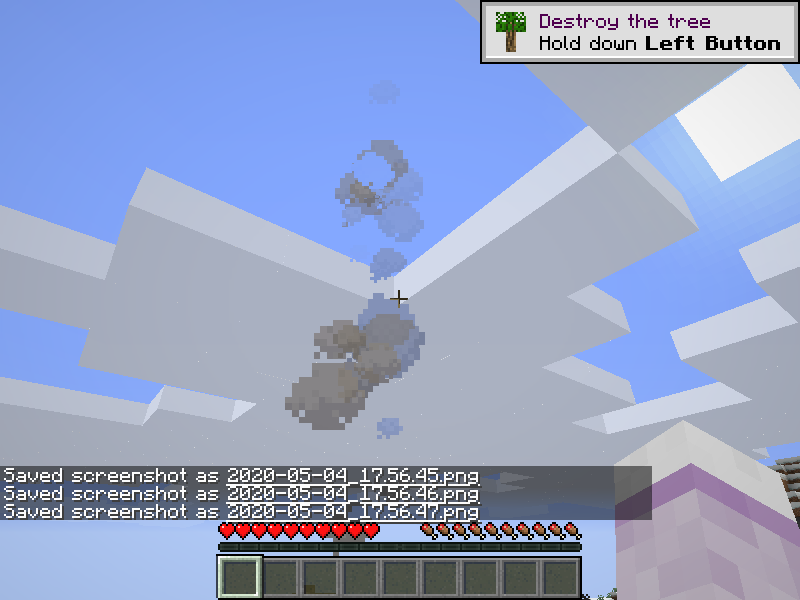 Destroy the tree
Hold down Left Button
Saved screenshot as 2020-05-04_17.56.45.png
Saved screenshot as 2020-05-04_17.56.46.png
Saved screenshot as 2020-05-04_17.56.47.png